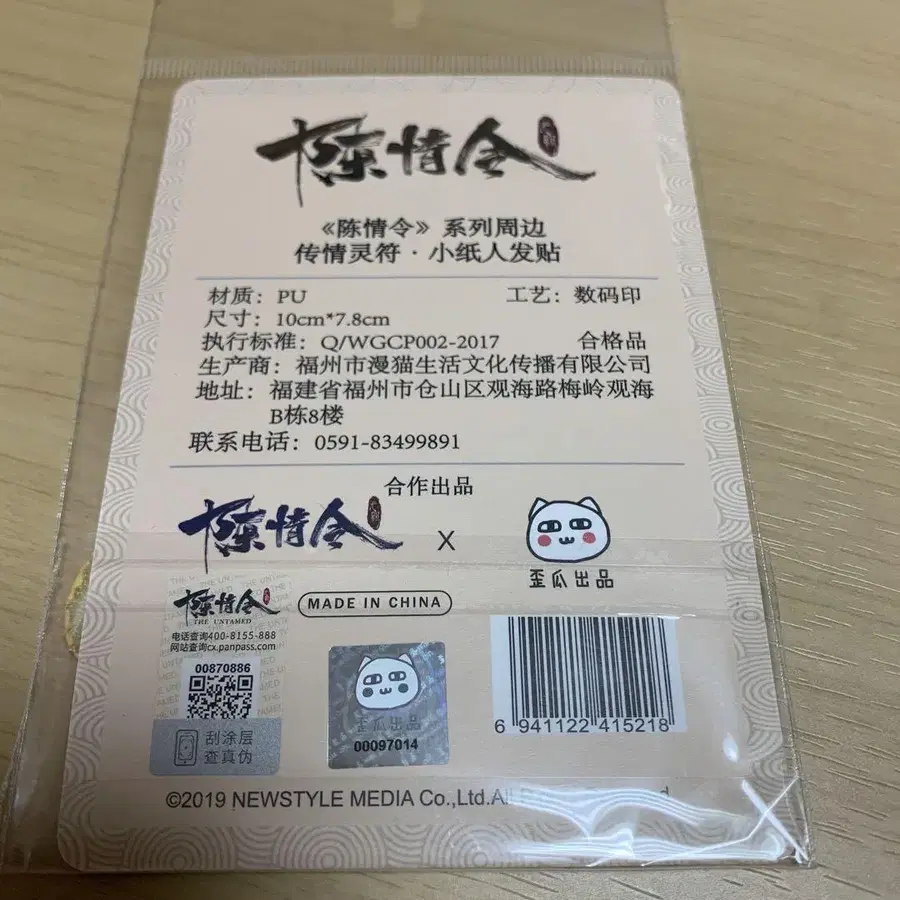 陈情令
《陈情令》系列周边
传情灵符·小纸人发贴
材质：PU 工艺：数码印
尺寸：10cm*7.8cm
执行标准：Q/WGCP002-2017 合格品
生产商：福州市漫猫生活文化传播有限公司
地址：福建省福州市仓山区观海路梅岭观海
B栋8楼
联系电话：0591-83499891
合作出品
陈情令 X
歪瓜出品
陈情令
THE UNTAMED
MADE IN CHINA
电话查询400-8155-888
网站查询cx.panpass.com
00870886
刮涂层
查真伪
歪瓜出品
00097014
6 941122 415218
©2019 NEWSTYLE MEDIA Co.,Ltd.All